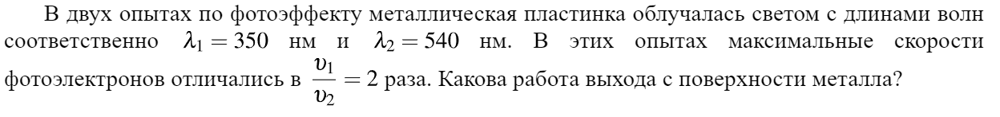 В двух опытах по фотоэффекту металлическая пластинка облучалась светом с длинами волн
соответственно λ₁ = 350 нм и λ₂ = 540 нм. В этих опытах максимальные скорости
фотоэлектронов отличались в υ₁/υ₂ = 2 раза. Какова работа выхода с поверхности металла?